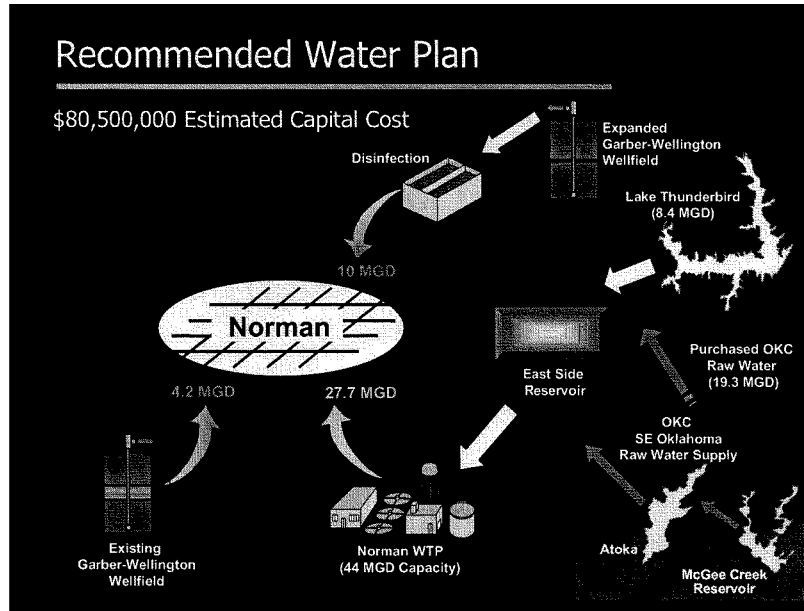 Recommended Water Plan
$80,500,000 Estimated Capital Cost
Disinfection
Expanded
Garber-Wellington
Wellfield
Lake Thunderbird
(8.4 MGD)
10 MGD
Norman
East Side
Reservoir
Purchased OKC
Raw Water
(19.3 MGD)
4.2 MGD
27.7 MGD
OKC
SE Oklahoma
Raw Water Supply
Existing
Garber-Wellington
Wellfield
Norman WTP
(44 MGD Capacity)
Atoka
McGee Creek
Reservoir